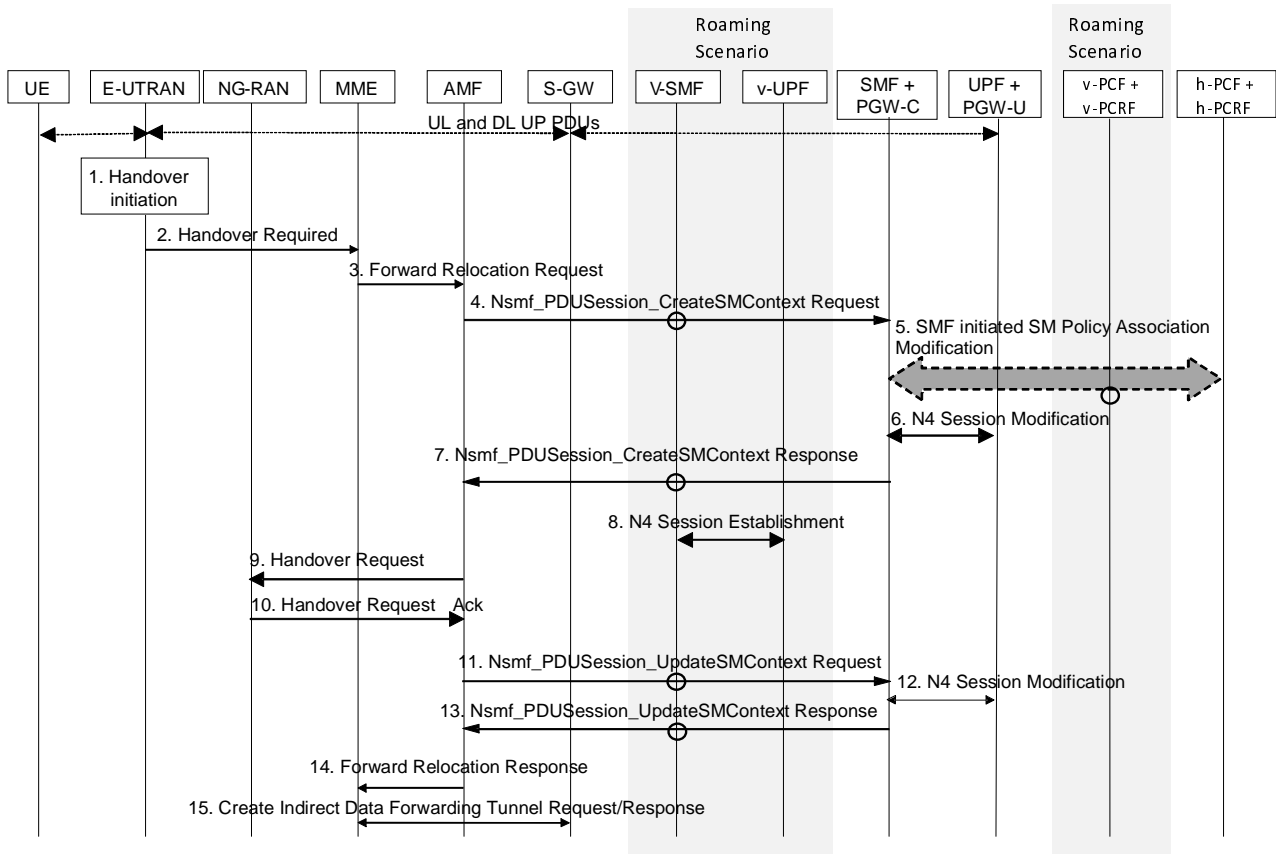 Roaming
Scenario
Roaming
Scenario
UE
E-UTRAN
NG-RAN
MME
AMF
S-GW
V-SMF
v-UPF
SMF +
PGW-C
UPF +
PGW-U
v-PCF +
v-PCRF
h-PCF +
h-PCRF
UL and DL UP PDUs
1. Handover
initiation
2. Handover Required
3. Forward Relocation Request
4. Nsmf_PDUSession_CreateSMContext Request
5. SMF initiated SM Policy Association
Modification
6. N4 Session Modification
7. Nsmf_PDUSession_CreateSMContext Response
8. N4 Session Establishment
9. Handover Request
10. Handover Request Ack
11. Nsmf_PDUSession_UpdateSMContext Request
12. N4 Session Modification
13. Nsmf_PDUSession_UpdateSMContext Response
14. Forward Relocation Response
15. Create Indirect Data Forwarding Tunnel Request/Response